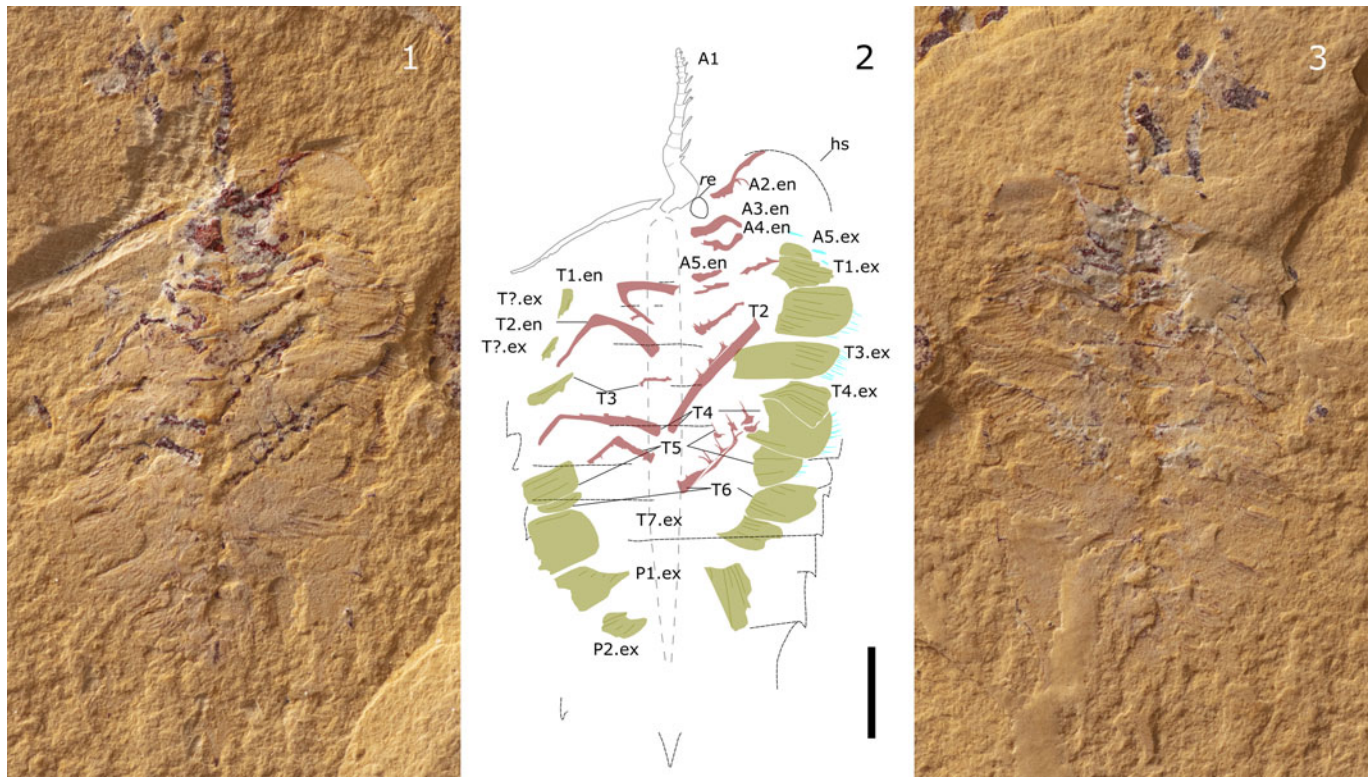 1
2
3
A1
hs
re
A2.en
A3.en
A4.en
A5.ex
A5.en
T1.ex
T1.en
T?.ex
T2
T2.en
T?.ex
T3.ex
T3
T4.ex
T4
T5
T6
T7.ex
P1.ex
P2.ex